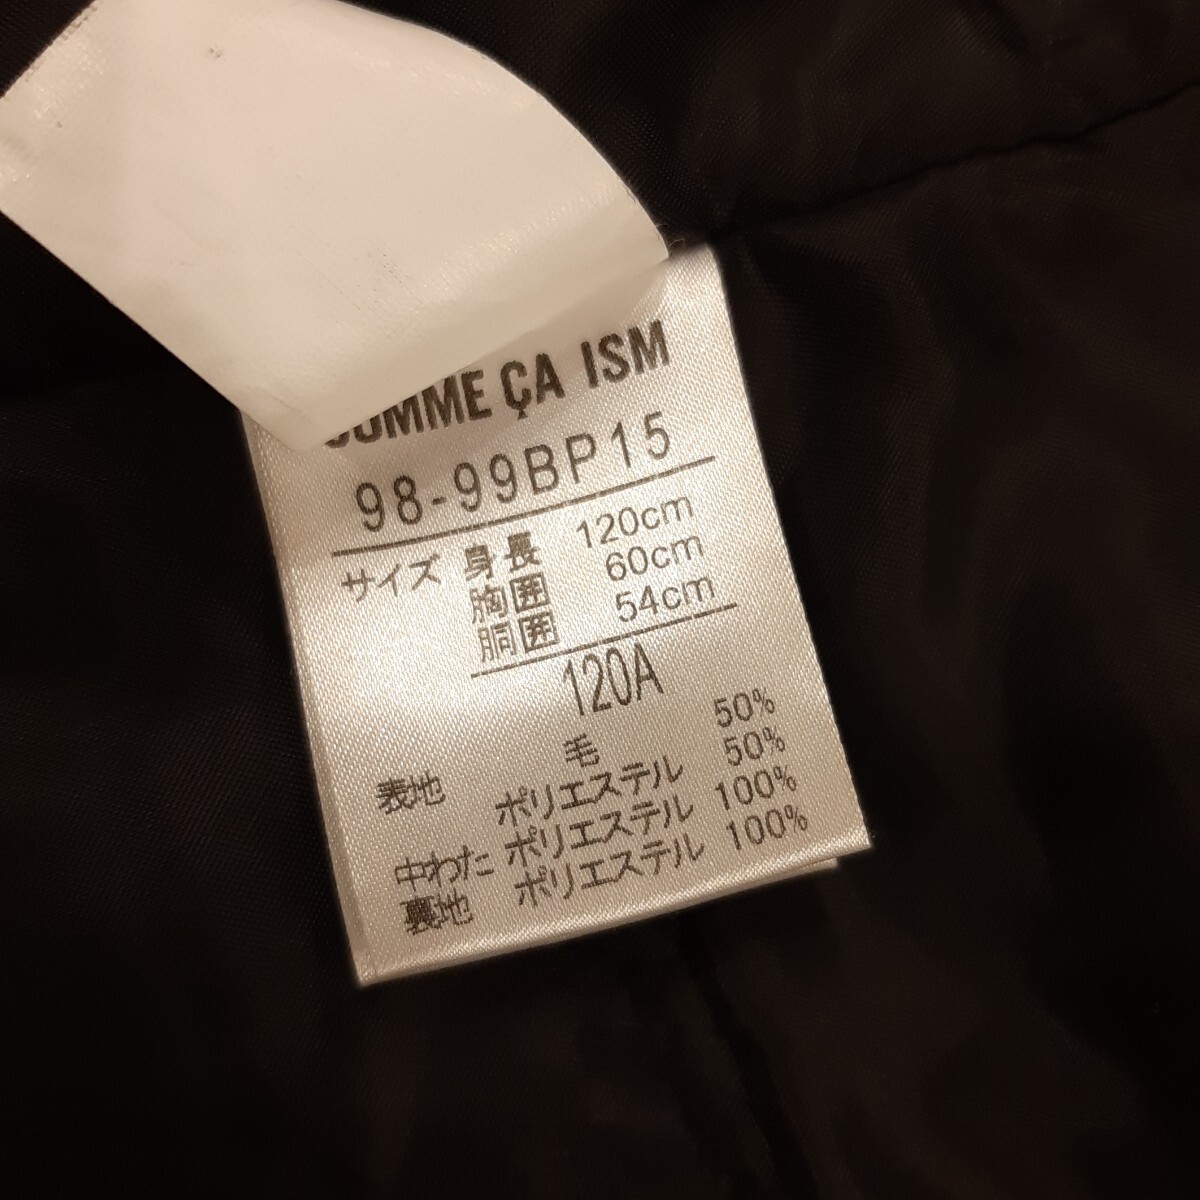 COMME ÇA ISM
98-99BP15
サイズ 身長 120cm
胸囲 60cm
胴囲 54cm
120A
表地 毛 50%
ポリエステル 50%
中わた ポリエステル 100%
裏地 ポリエステル 100%